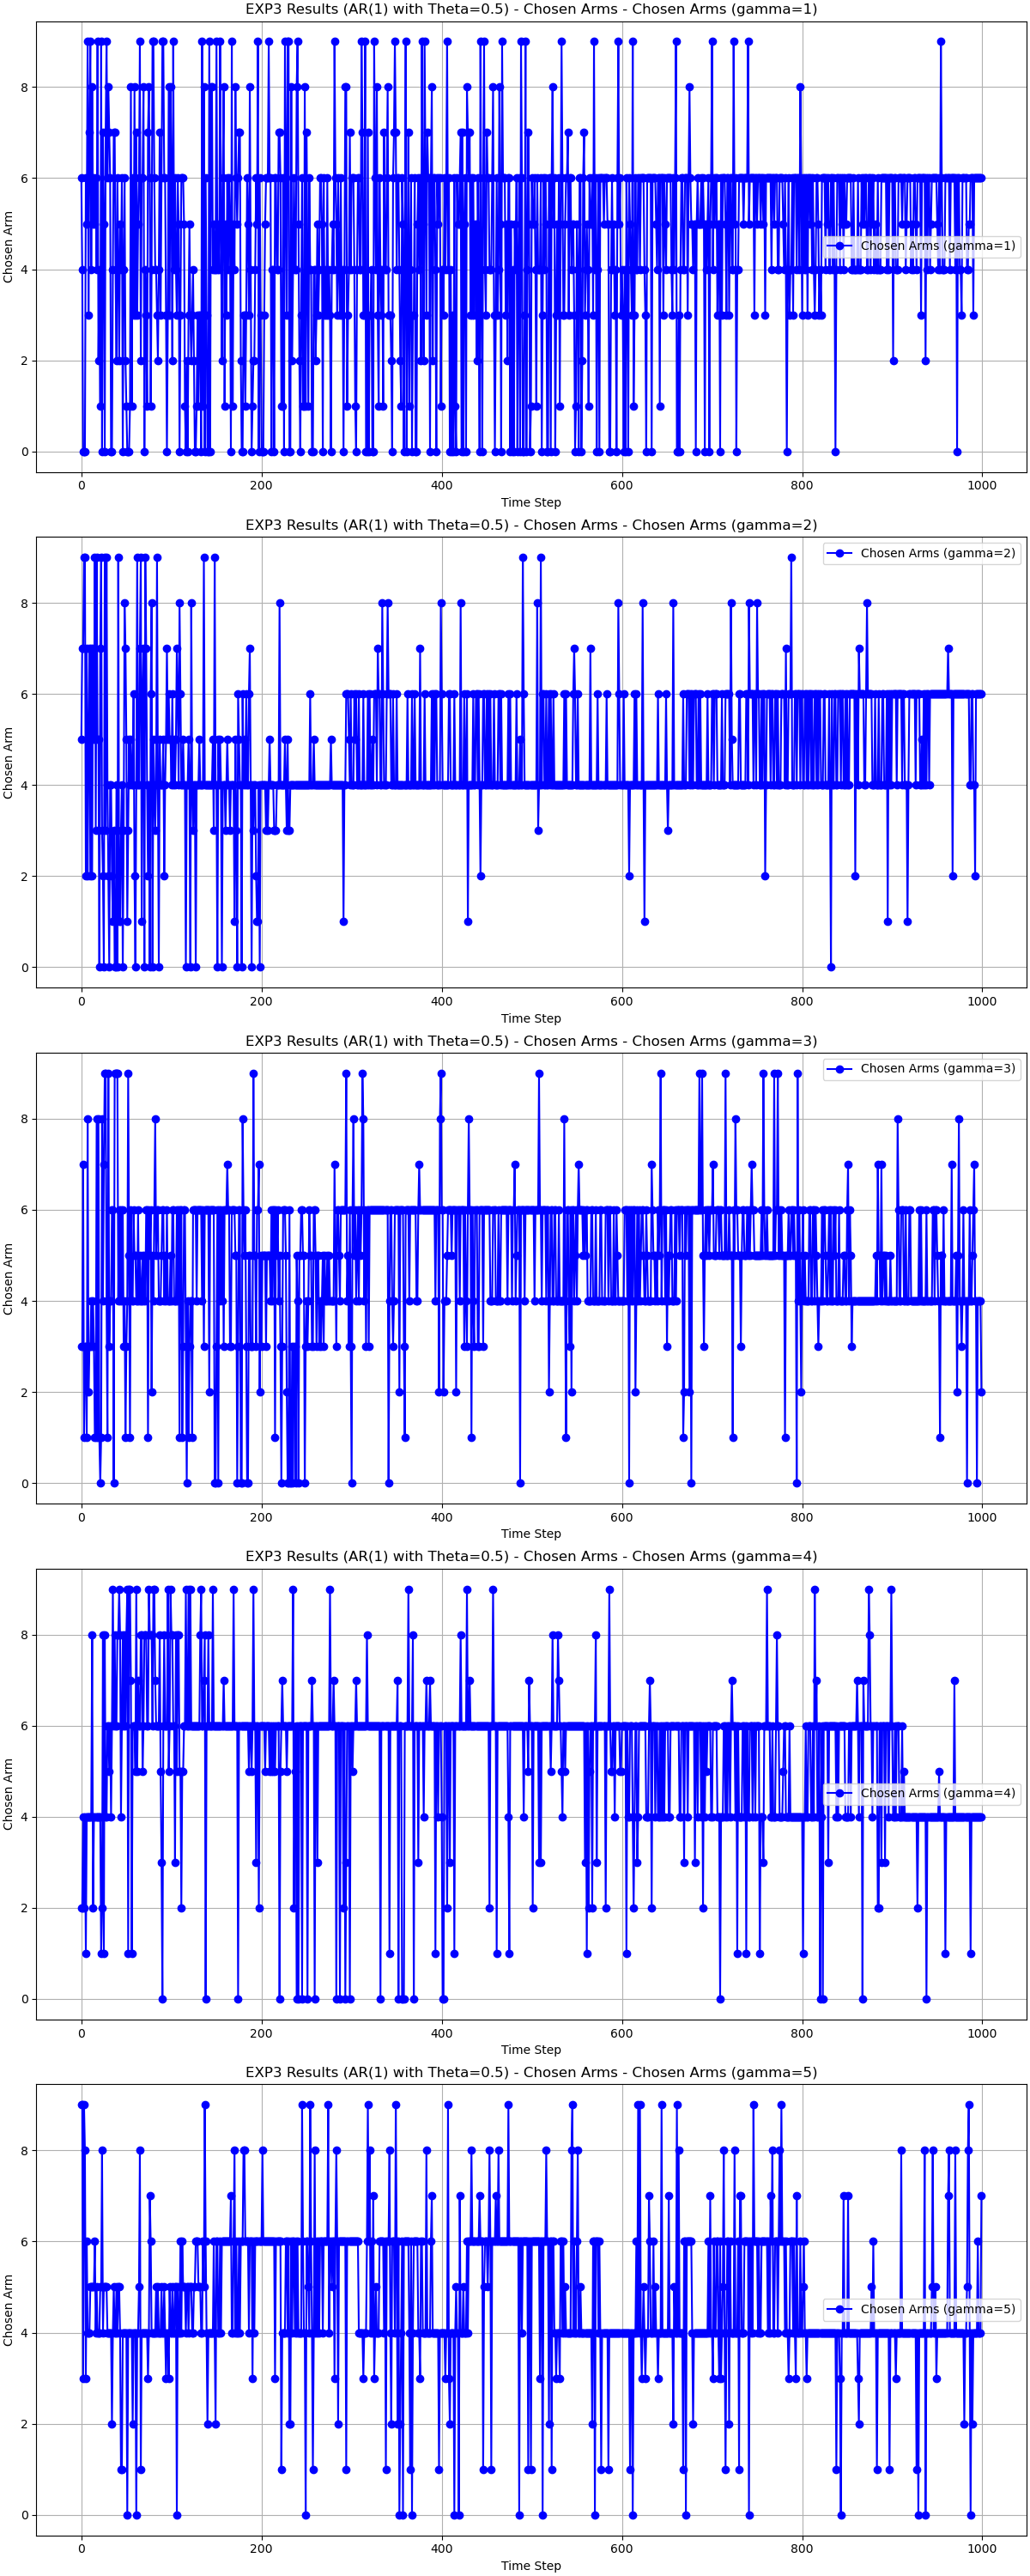 EXP3 Results (AR(1) with Theta=0.5) - Chosen Arms - Chosen Arms (gamma=1)
8
6
4
2
0
Chosen Arm
Chosen Arms (gamma=1)
0 200 400 600 800 1000
Time Step
EXP3 Results (AR(1) with Theta=0.5) - Chosen Arms - Chosen Arms (gamma=2)
Chosen Arms (gamma=2)
8
6
4
2
0
Chosen Arm
0 200 400 600 800 1000
Time Step
EXP3 Results (AR(1) with Theta=0.5) - Chosen Arms - Chosen Arms (gamma=3)
Chosen Arms (gamma=3)
8
6
4
2
0
Chosen Arm
0 200 400 600 800 1000
Time Step
EXP3 Results (AR(1) with Theta=0.5) - Chosen Arms - Chosen Arms (gamma=4)
8
6
4
2
0
Chosen Arm
Chosen Arms (gamma=4)
0 200 400 600 800 1000
Time Step
EXP3 Results (AR(1) with Theta=0.5) - Chosen Arms - Chosen Arms (gamma=5)
8
6
4
2
0
Chosen Arm
Chosen Arms (gamma=5)
0 200 400 600 800 1000
Time Step